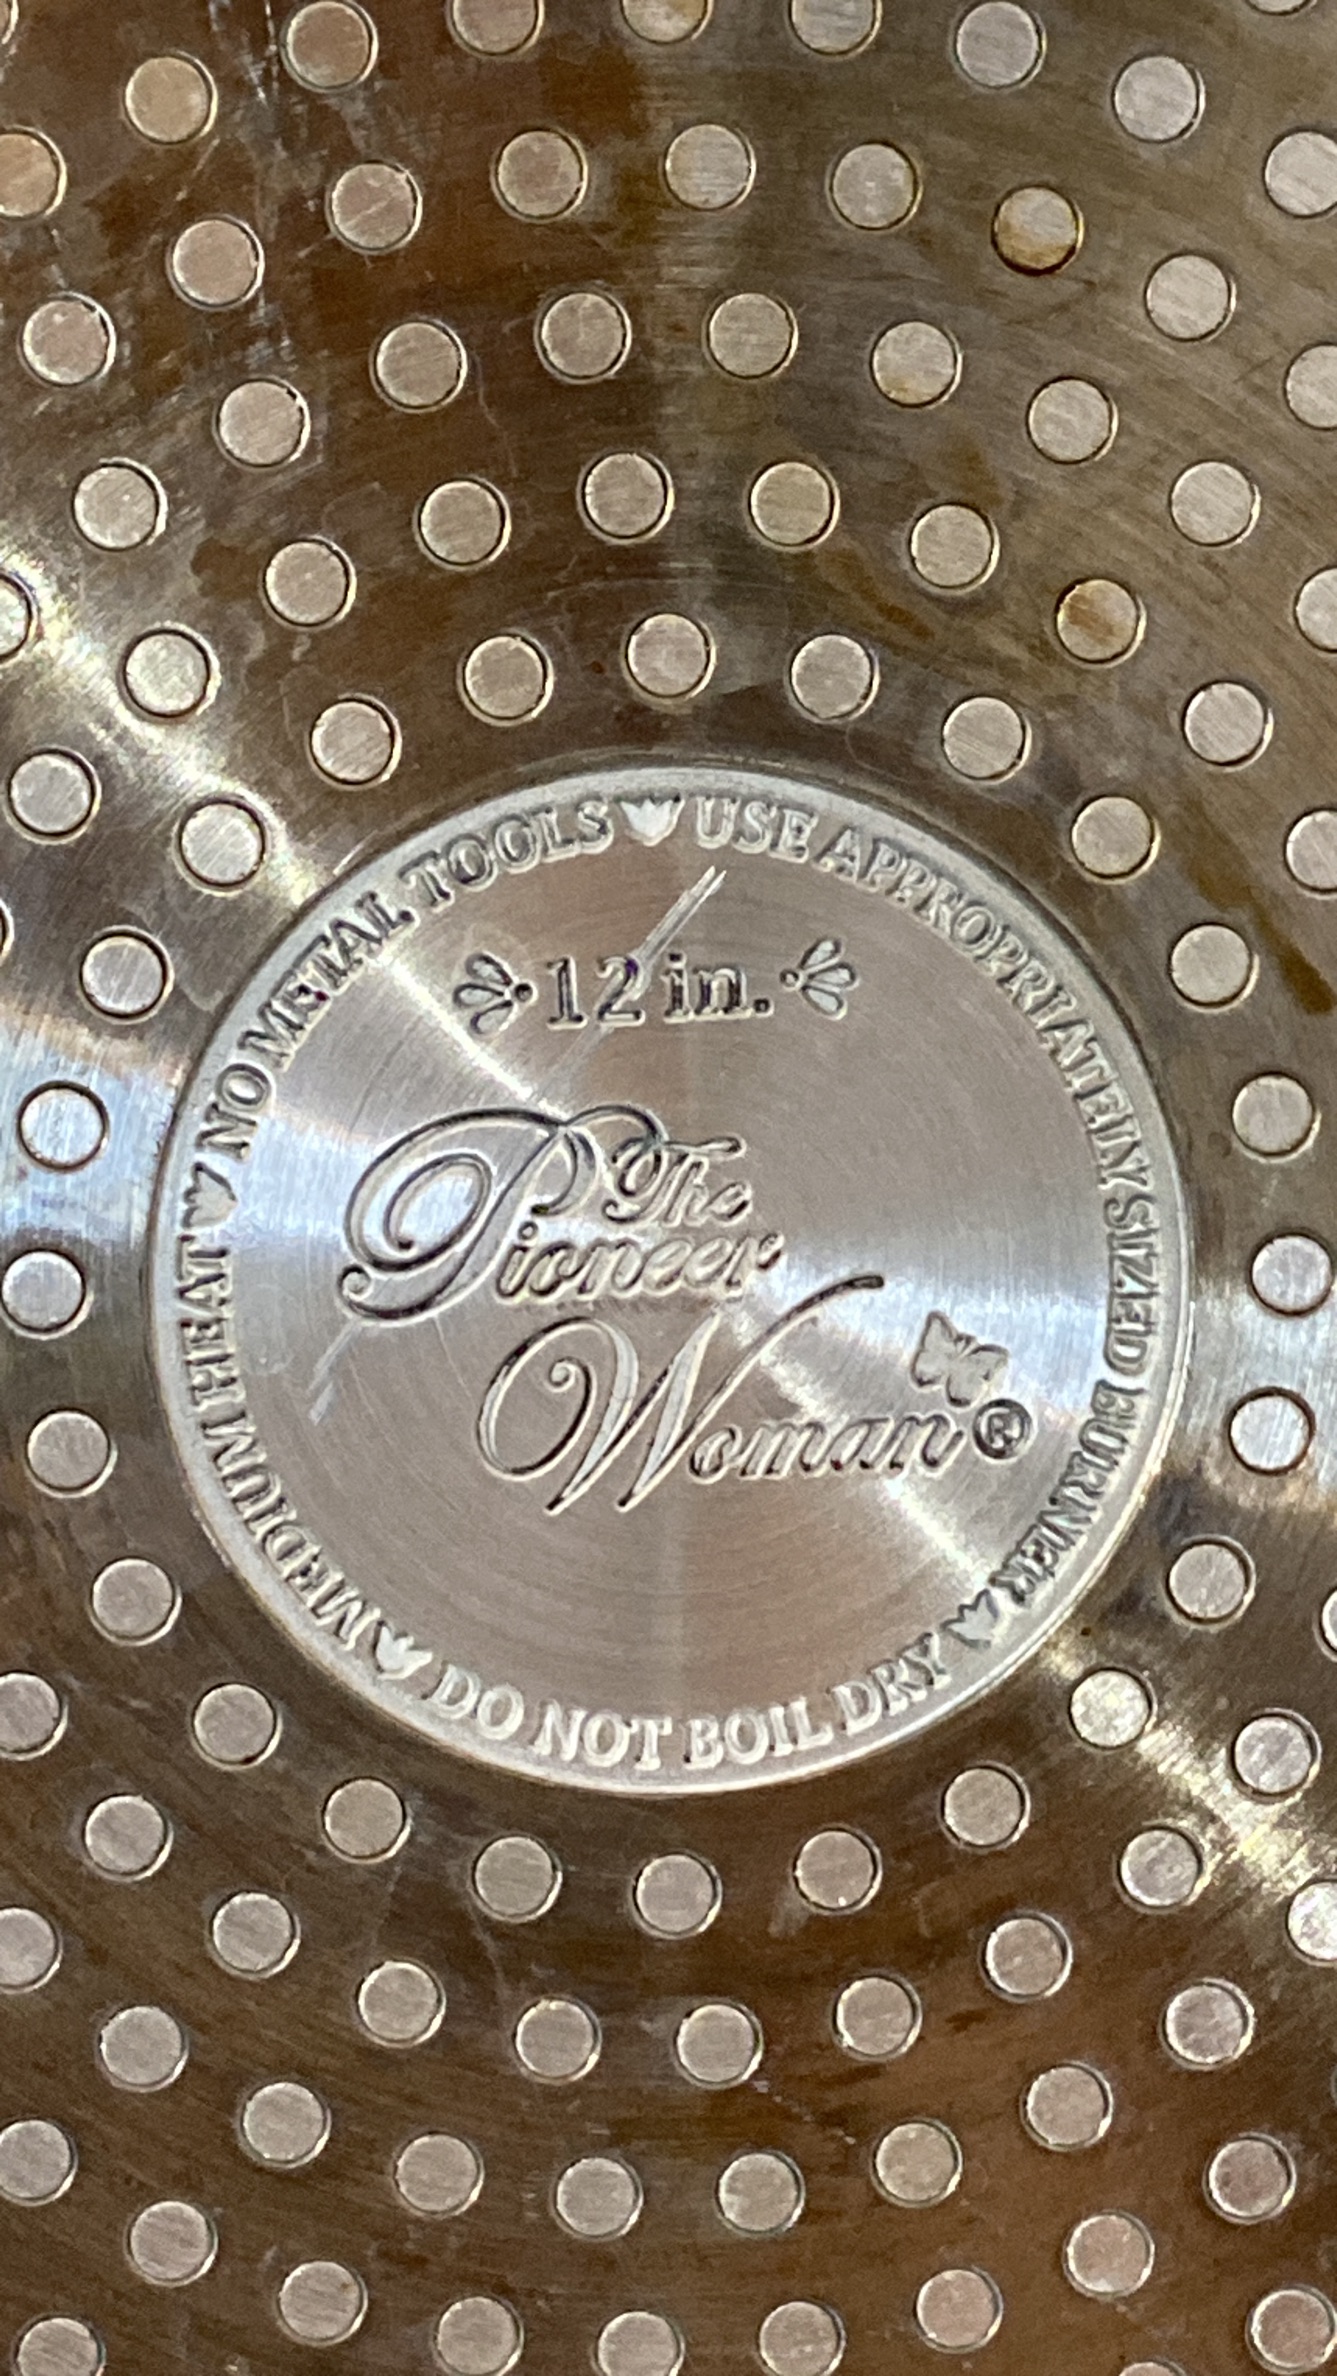 NO METAL TOOLS USE APPROPRIATELY SIZED BURNER DO NOT BOIL DRY MEDIUM HEAT
12 in.
The
Pioneer
Woman ®